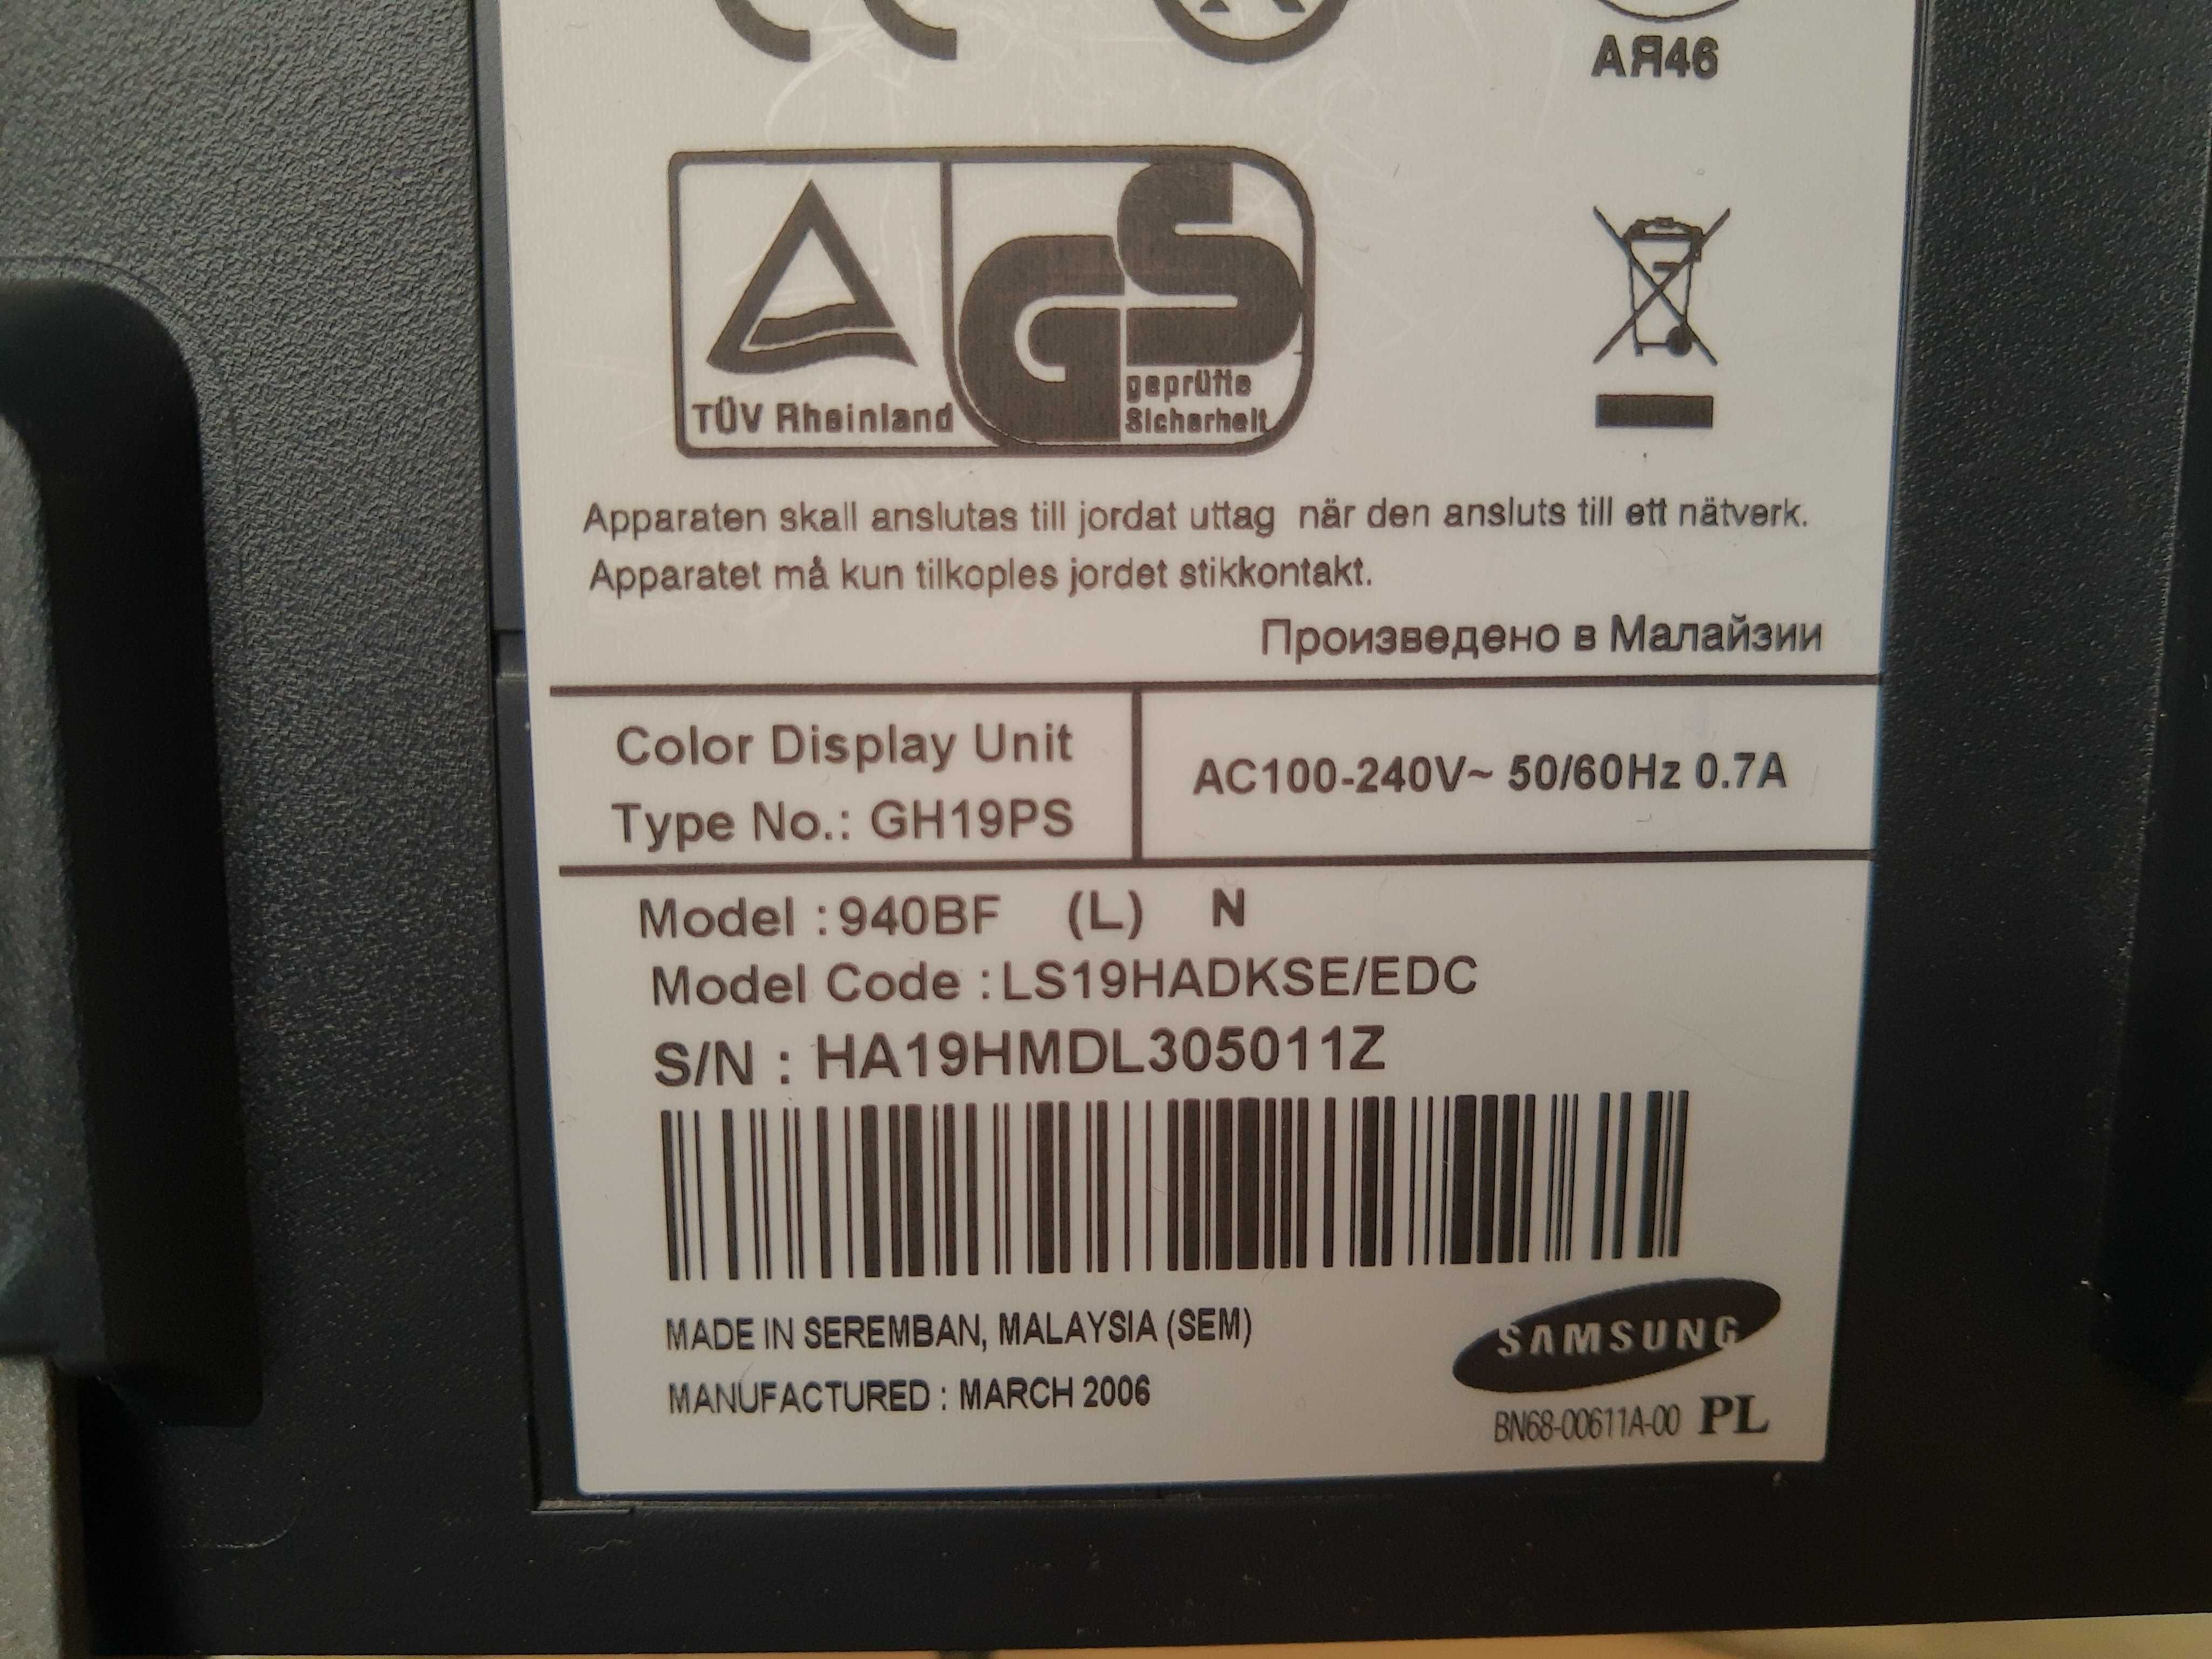 АЯ46
TÜV Rheinland
GS
geprüfte
Sicherheit
Apparaten skall anslutas till jordat uttag när den ansluts till ett nätverk.
Apparatet må kun tilkoples jordet stikkontakt.
Произведено в Малайзии
Color Display Unit
Type No.: GH19PS
AC100-240V~ 50/60Hz 0.7A
Model :940BF (L) N
Model Code :LS19HADKSE/EDC
S/N : HA19HMDL305011Z
MADE IN SEREMBAN, MALAYSIA (SEM)
MANUFACTURED : MARCH 2006
SAMSUNG
BN68-00611A-00 PL